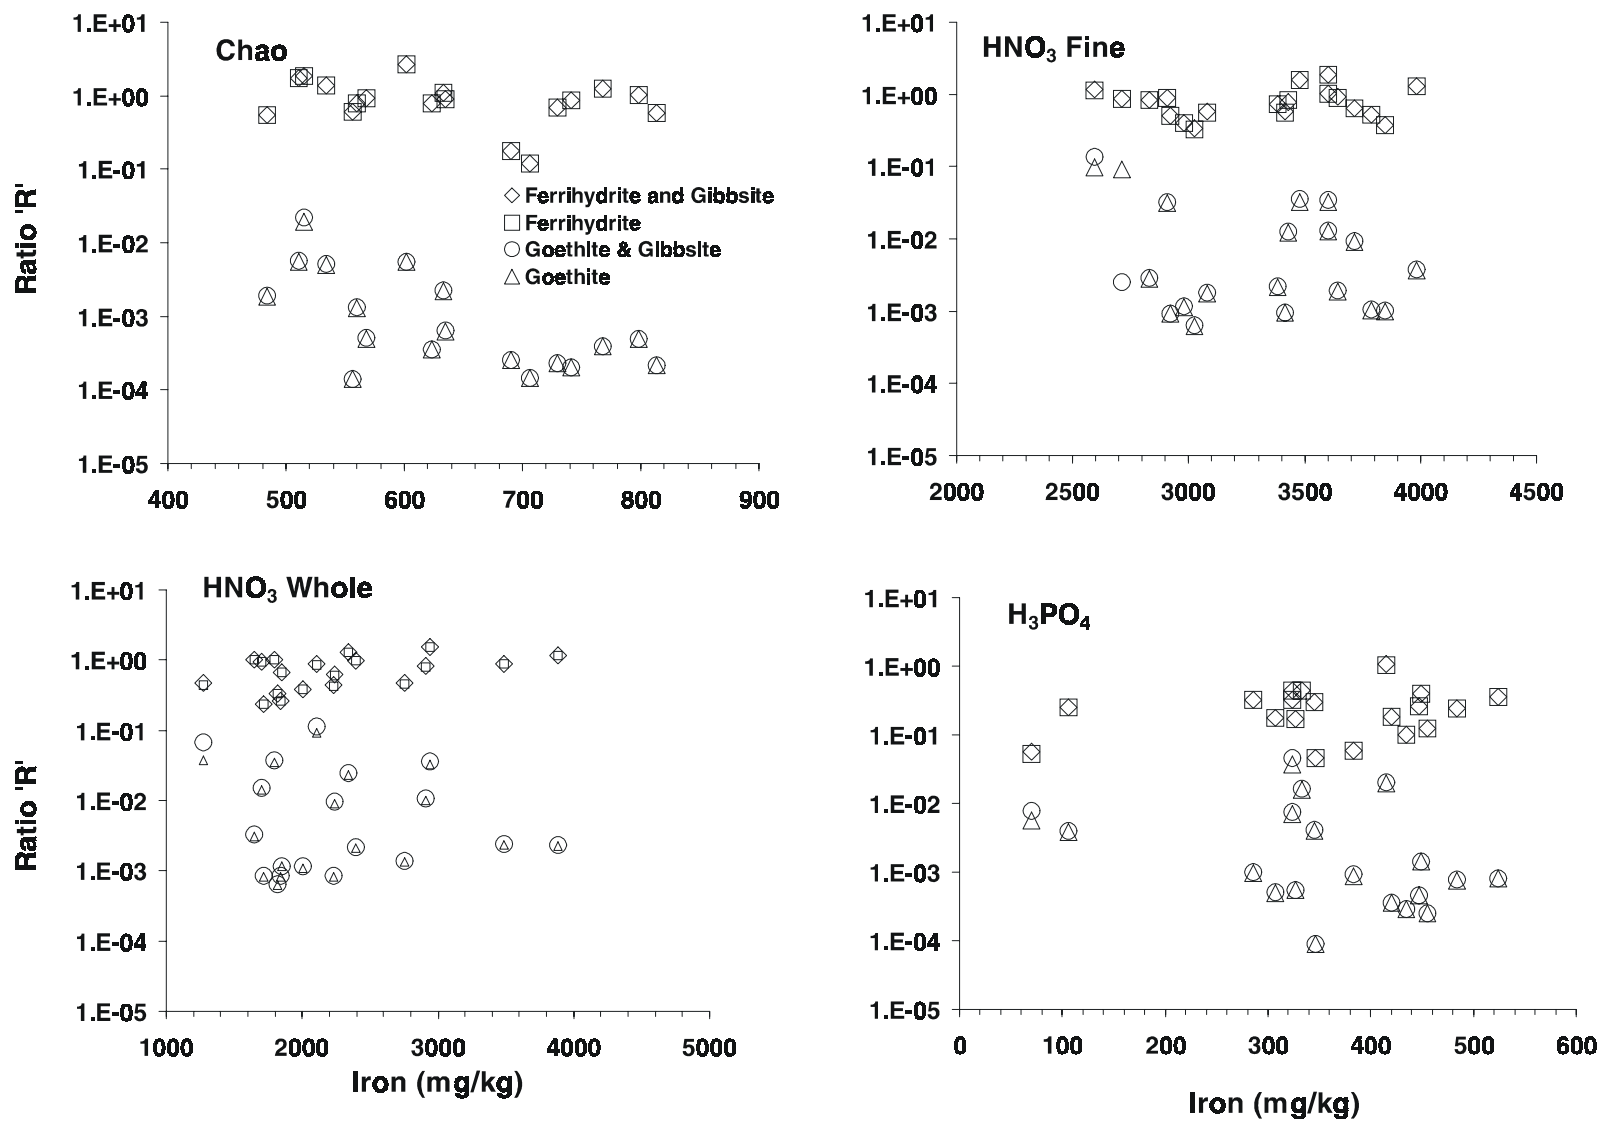 Chao
Ratio 'R'
1.E+01
1.E+00
1.E-01
1.E-02
1.E-03
1.E-04
1.E-05
400 500 600 700 800 900
Ferrihydrite and Gibbsite
Ferrihydrite
Goethite & Gibbsite
Goethite
HNO3 Fine
1.E+01
1.E+00
1.E-01
1.E-02
1.E-03
1.E-04
1.E-05
2000 2500 3000 3500 4000 4500
HNO3 Whole
Ratio 'R'
1.E+01
1.E+00
1.E-01
1.E-02
1.E-03
1.E-04
1.E-05
1000 2000 3000 4000 5000
Iron (mg/kg)
H3PO4
1.E+01
1.E+00
1.E-01
1.E-02
1.E-03
1.E-04
1.E-05
0 100 200 300 400 500 600
Iron (mg/kg)